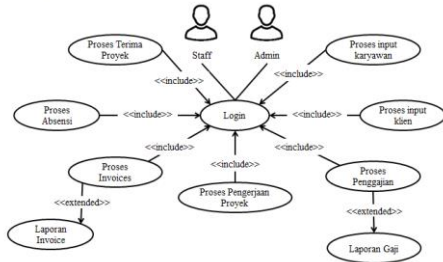 Staff
Admin
Proses Terima
Proyek
Proses input
karyawan
<<include>>
<<include>>
Proses
Absensi
<<include>>
Login
<<include>>
Proses input
klien
<<include>>
<<include>>
<<include>>
Proses
Invoices
Proses Pengerjaan
Proyek
Proses
Penggajian
<<extended>>
<<extended>>
Laporan
Invoice
Laporan Gaji